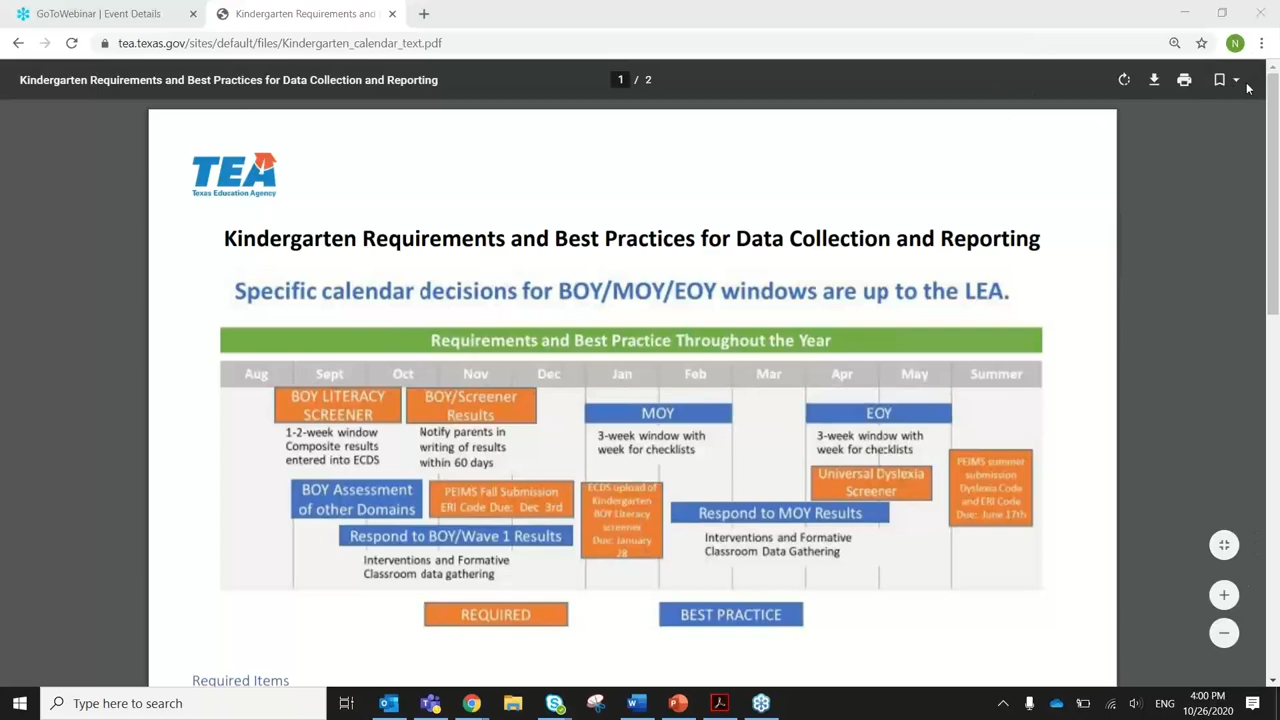 GoToWebinar | Event Details
Kindergarten Requirements and
tea.texas.gov/sites/default/files/Kindergarten_calendar_text.pdf
N
Kindergarten Requirements and Best Practices for Data Collection and Reporting
1 / 2
TEA
Texas Education Agency
Kindergarten Requirements and Best Practices for Data Collection and Reporting
Specific calendar decisions for BOY/MOY/EOY windows are up to the LEA.
Requirements and Best Practice Throughout the Year
Aug Sept Oct Nov Dec Jan Feb Mar Apr May Summer
BOY LITERACY
SCREENER
1-2-week window
Composite results
entered into ECDS
BOY/Screener
Results
Notify parents in
writing of results
within 60 days
MOY
3-week window with
week for checklists
EOY
3-week window with
week for checklists
BOY Assessment
of other Domains
PEIMS Fall Submission
ERI Code Due: Dec 3rd
ECDS upload of
Kindergarten
BOY Literacy
screener
Due: January
28
Universal Dyslexia
Screener
PEIMS summer
submission
Dyslexia Code
and ERI Code
Due: June 17th
Respond to BOY/Wave 1 Results
Interventions and Formative
Classroom data gathering
Respond to MOY Results
Interventions and Formative
Classroom Data Gathering
REQUIRED
BEST PRACTICE
Required Items
Type here to search
ENG
4:00 PM
10/26/2020